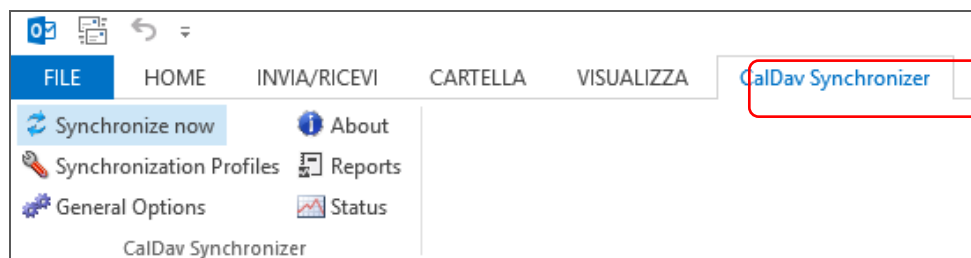 FILE HOME INVIA/RICEVI CARTELLA VISUALIZZA CalDav Synchronizer
Synchronize now About
Synchronization Profiles Reports
General Options Status
CalDav Synchronizer